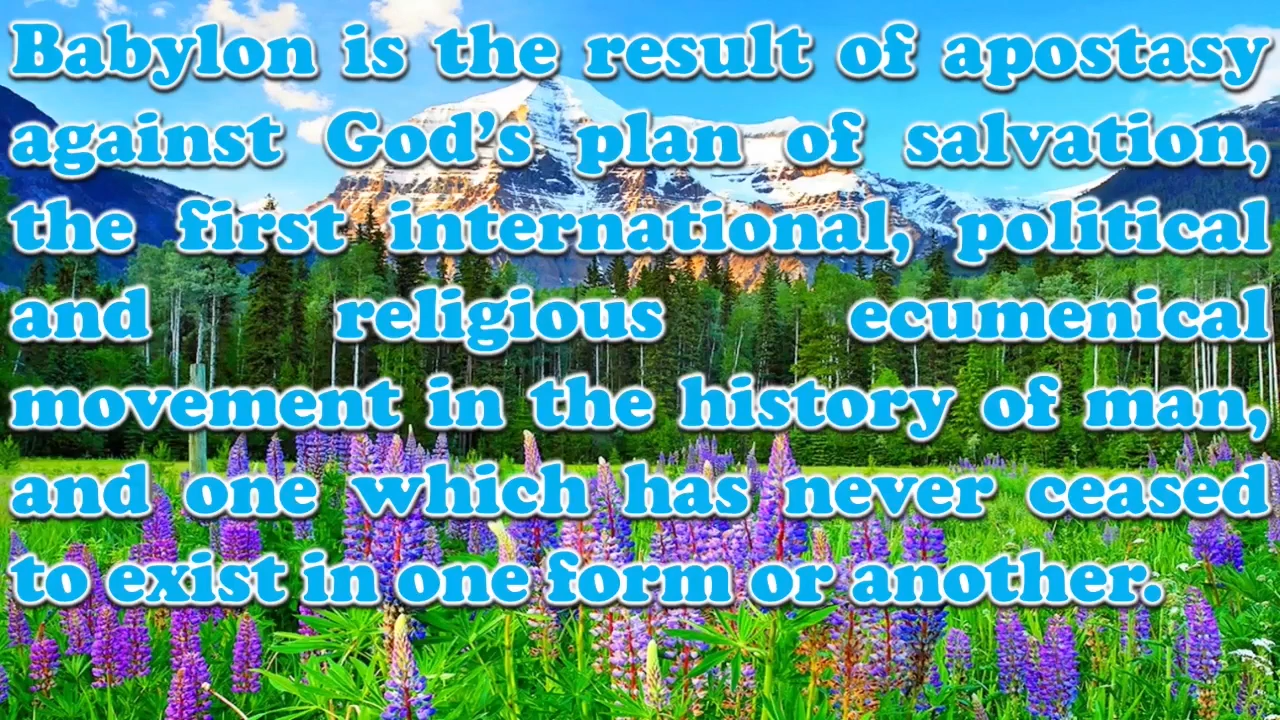 Babylon is the result of apostasy
against God’s plan of salvation,
the first international, political
and religious ecumenical
movement in the history of man,
and one which has never ceased
to exist in one form or another.